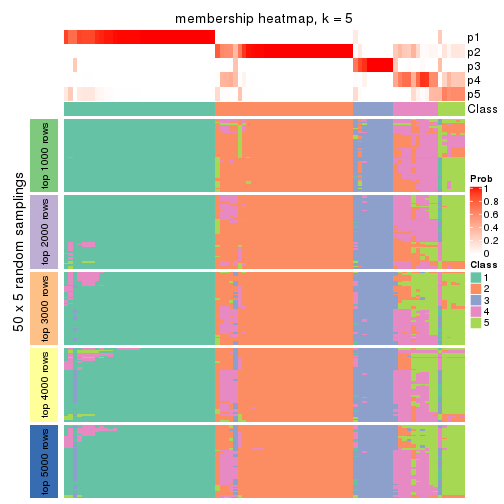 membership heatmap, k = 5
p1
p2
p3
p4
p5
Class
50 x 5 random samplings
top 1000 rows
top 2000 rows
top 3000 rows
top 4000 rows
top 5000 rows
Prob
1
0.8
0.6
0.4
0.2
0
Class
1
2
3
4
5